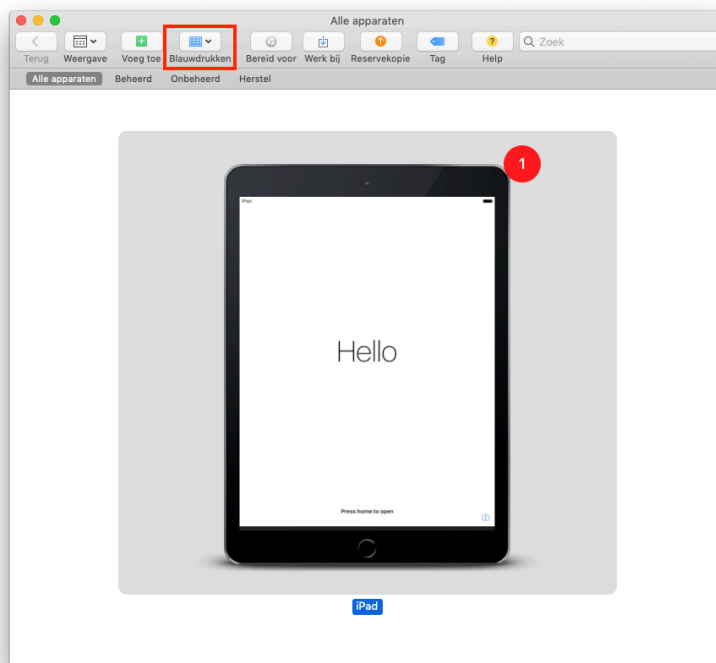 Alle apparaten
Terug Weergave Voeg toe Blauwdrukken Bereid voor Werk bij Reservekopie Tag Help Zoek
Alle apparaten Beheerd Onbeheerd Herstel
1
iPad
Hello
Press home to open
iPad